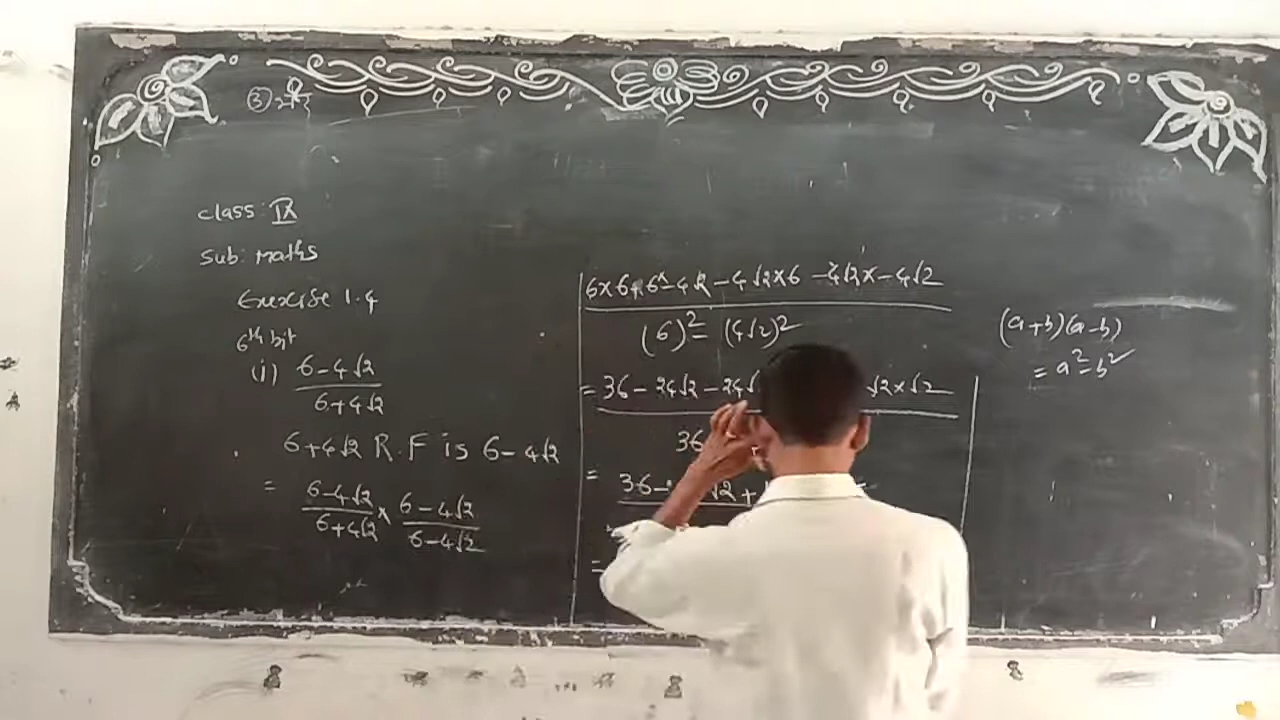 class: IX
Sub: maths
Exercise 1.4
6th bit
(i) 6-4√2
6+4√2
6+4√2 R.F is 6-4√2
= 6-4√2 × 6-4√2
6+4√2 6-4√2
6×6+6×-4√2-4√2×6-4√2×-4√2
(6)²-(4√2)²
= 36-24√2-24√ √2×√2
36
= 36- √2+
=
(a+b)(a-b)
= a²-b²